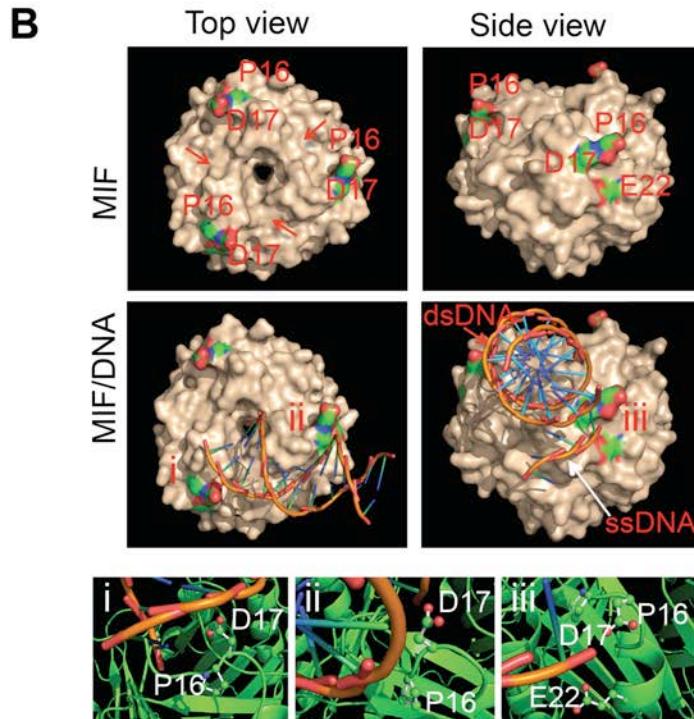 B
Top view
Side view
MIF
P16
D17
P16
D17
P16
D17
P16
D17
P16
D17
E22
MIF/DNA
i
ii
dsDNA
iii
ssDNA
i
D17
P16
ii
D17
P16
iii
P16
D17
E22